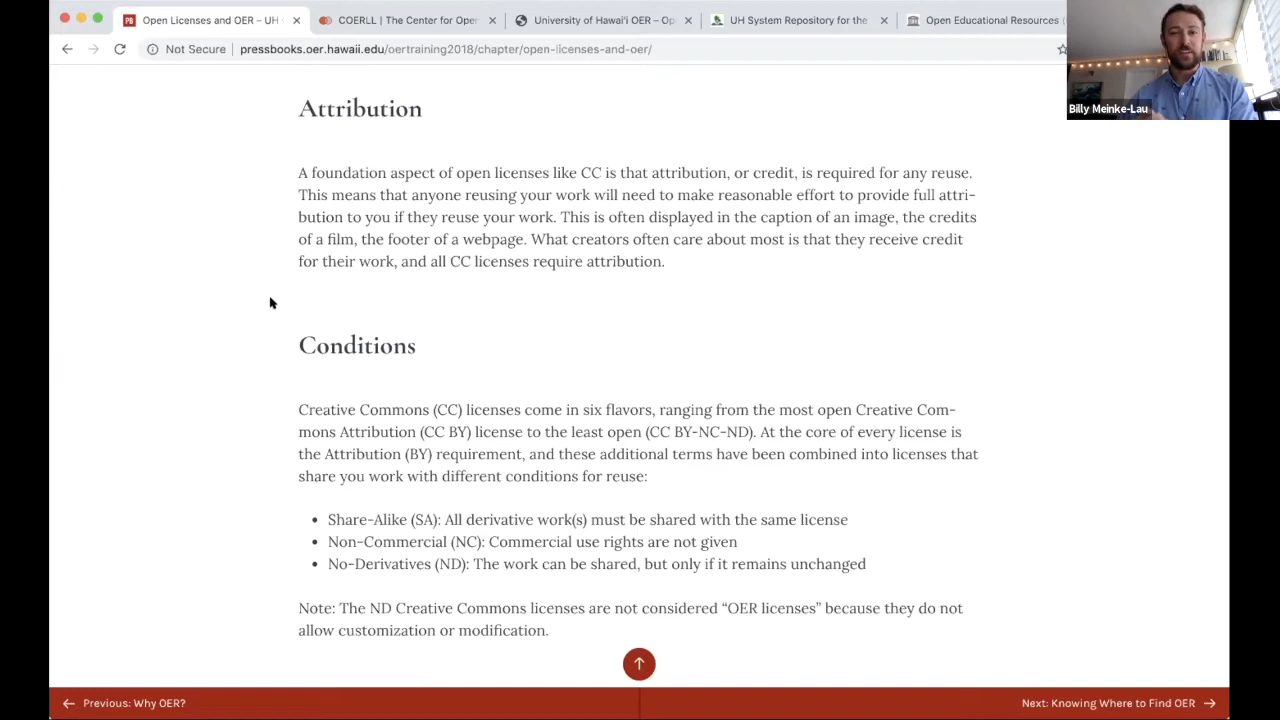 Open Licenses and OER – UH
COERLL | The Center for Open
University of Hawai'i OER – Op
UH System Repository for the
Open Educational Resources (
Not Secure
pressbooks.oer.hawaii.edu/oertraining2018/chapter/open-licenses-and-oer/
Billy Meinke-Lau
Attribution
A foundation aspect of open licenses like CC is that attribution, or credit, is required for any reuse.
This means that anyone reusing your work will need to make reasonable effort to provide full attri-
bution to you if they reuse your work. This is often displayed in the caption of an image, the credits
of a film, the footer of a webpage. What creators often care about most is that they receive credit
for their work, and all CC licenses require attribution.
Conditions
Creative Commons (CC) licenses come in six flavors, ranging from the most open Creative Com-
mons Attribution (CC BY) license to the least open (CC BY-NC-ND). At the core of every license is
the Attribution (BY) requirement, and these additional terms have been combined into licenses that
share you work with different conditions for reuse:
• Share-Alike (SA): All derivative work(s) must be shared with the same license
• Non-Commercial (NC): Commercial use rights are not given
• No-Derivatives (ND): The work can be shared, but only if it remains unchanged
Note: The ND Creative Commons licenses are not considered “OER licenses” because they do not
allow customization or modification.
← Previous: Why OER?
Next: Knowing Where to Find OER →